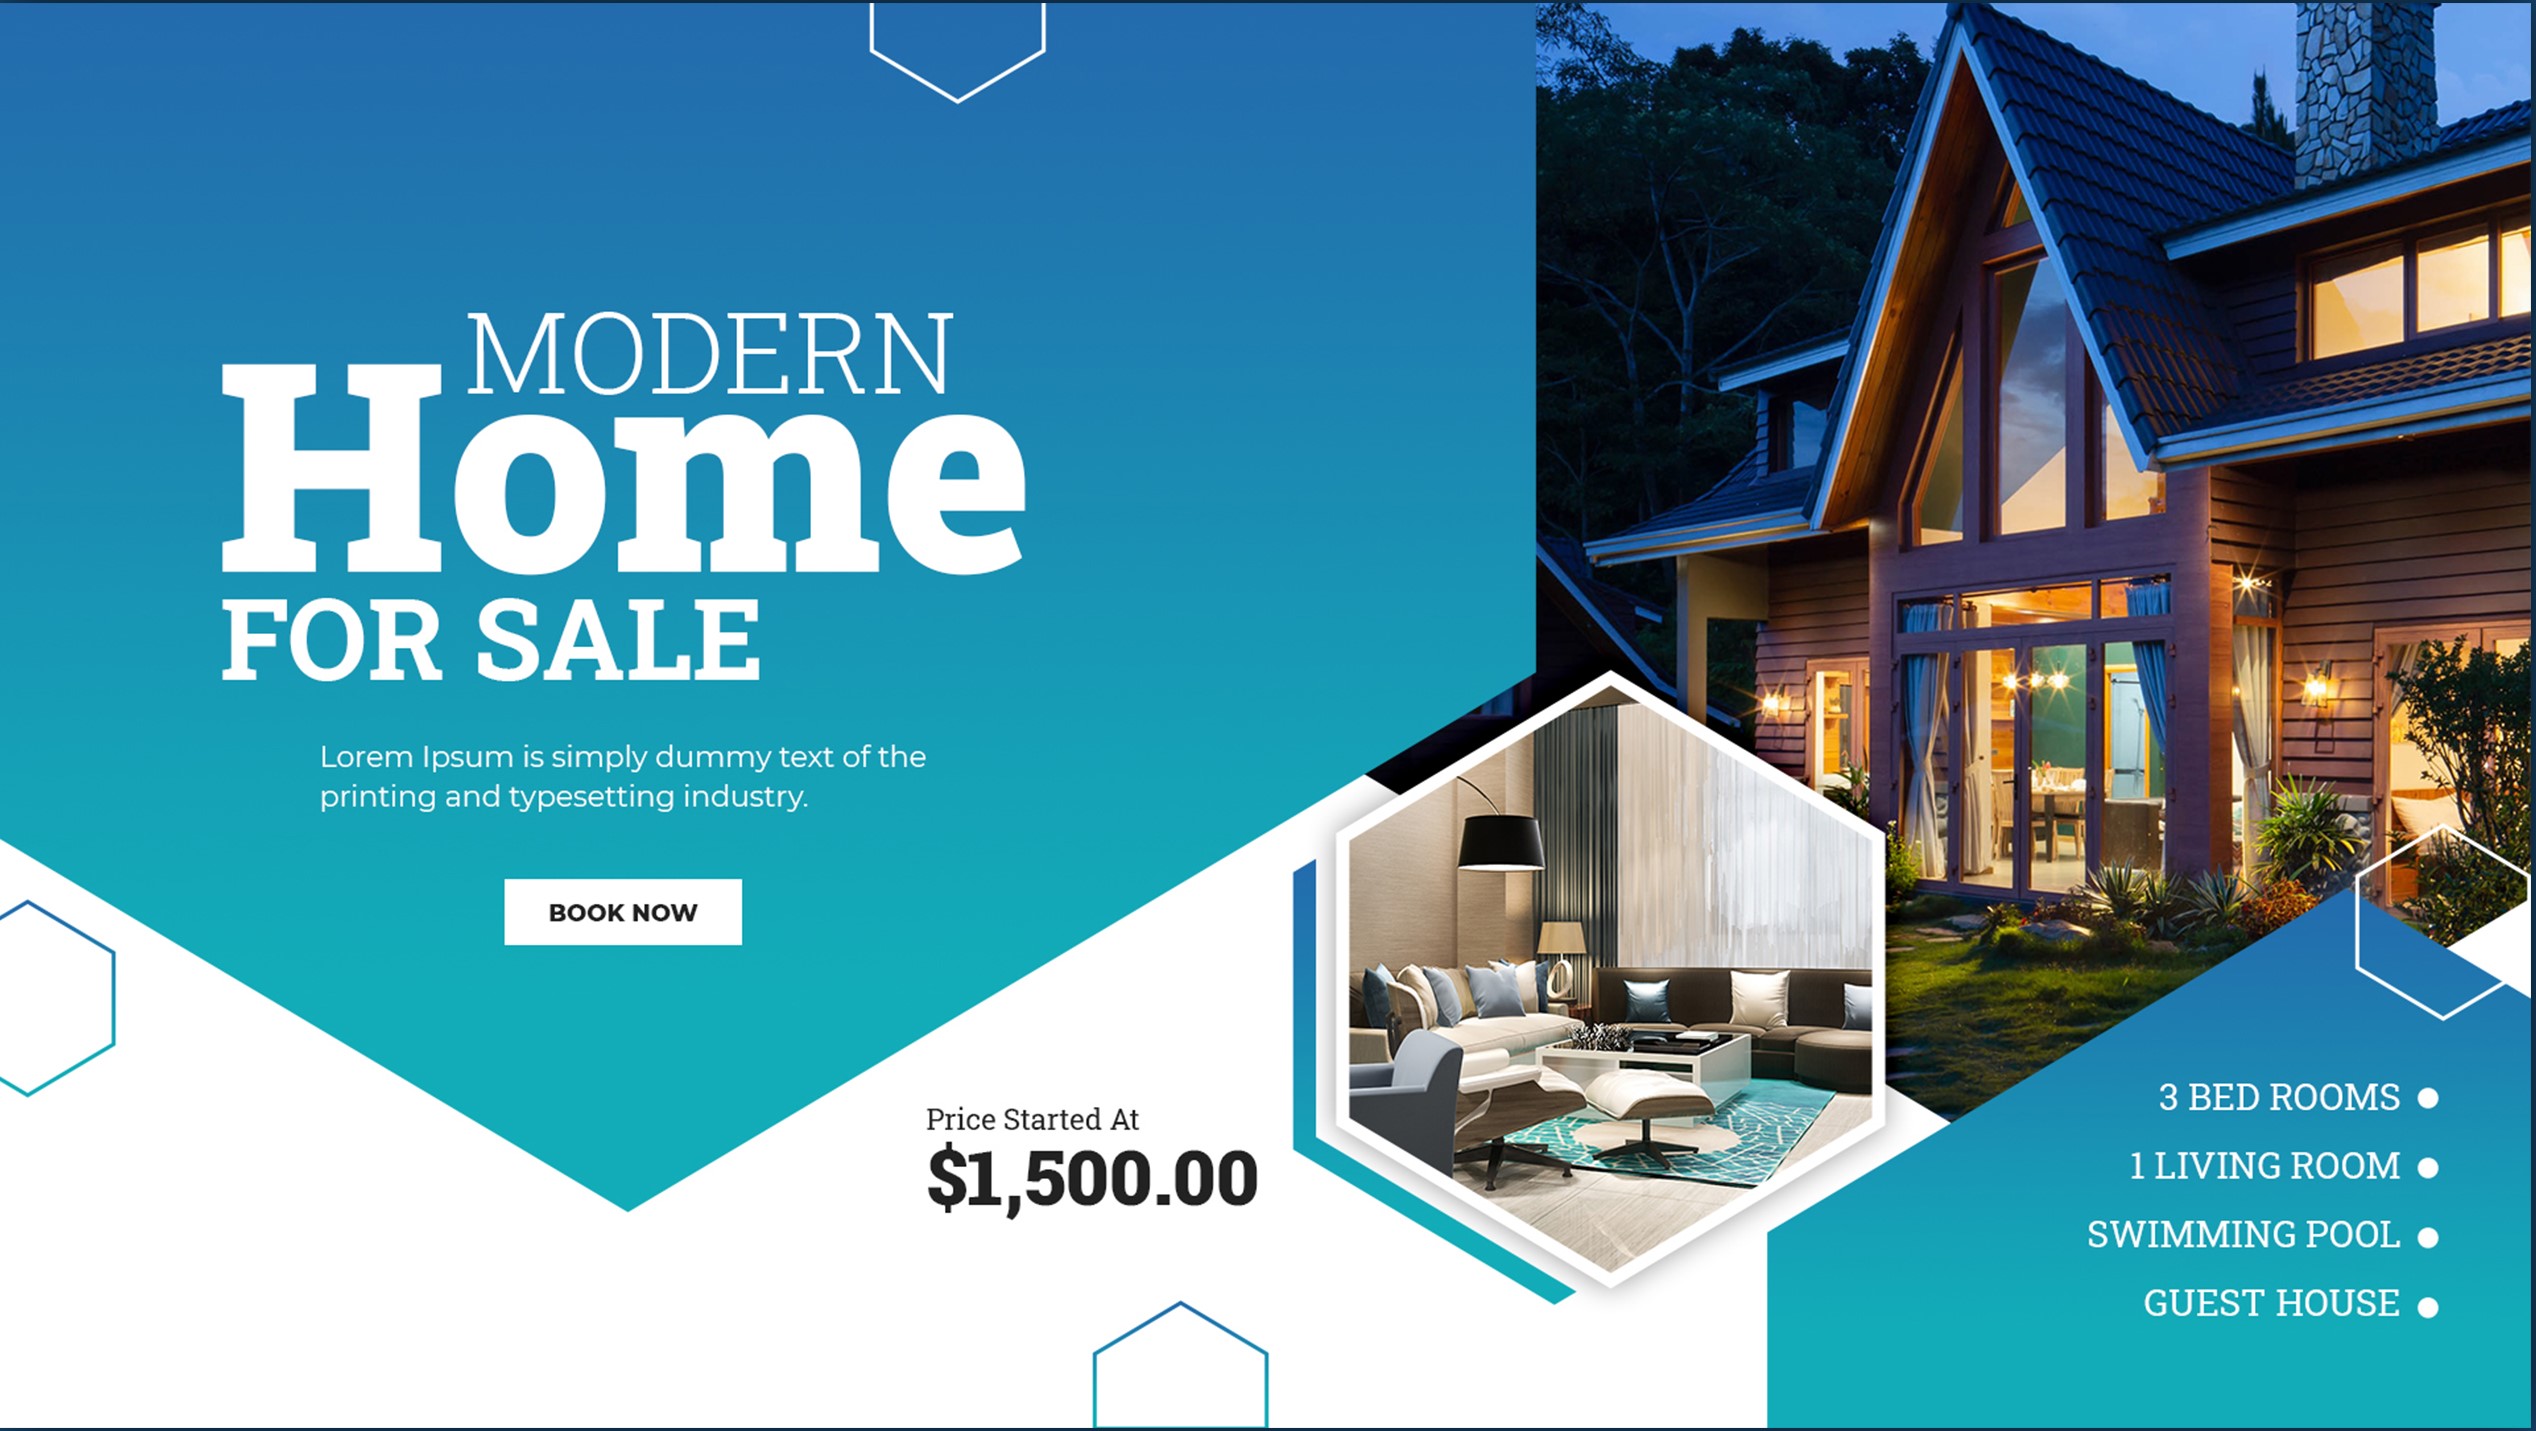 MODERN
Home
FOR SALE
Lorem Ipsum is simply dummy text of the
printing and typesetting industry.
BOOK NOW
Price Started At
$1,500.00
3 BED ROOMS
1 LIVING ROOM
SWIMMING POOL
GUEST HOUSE